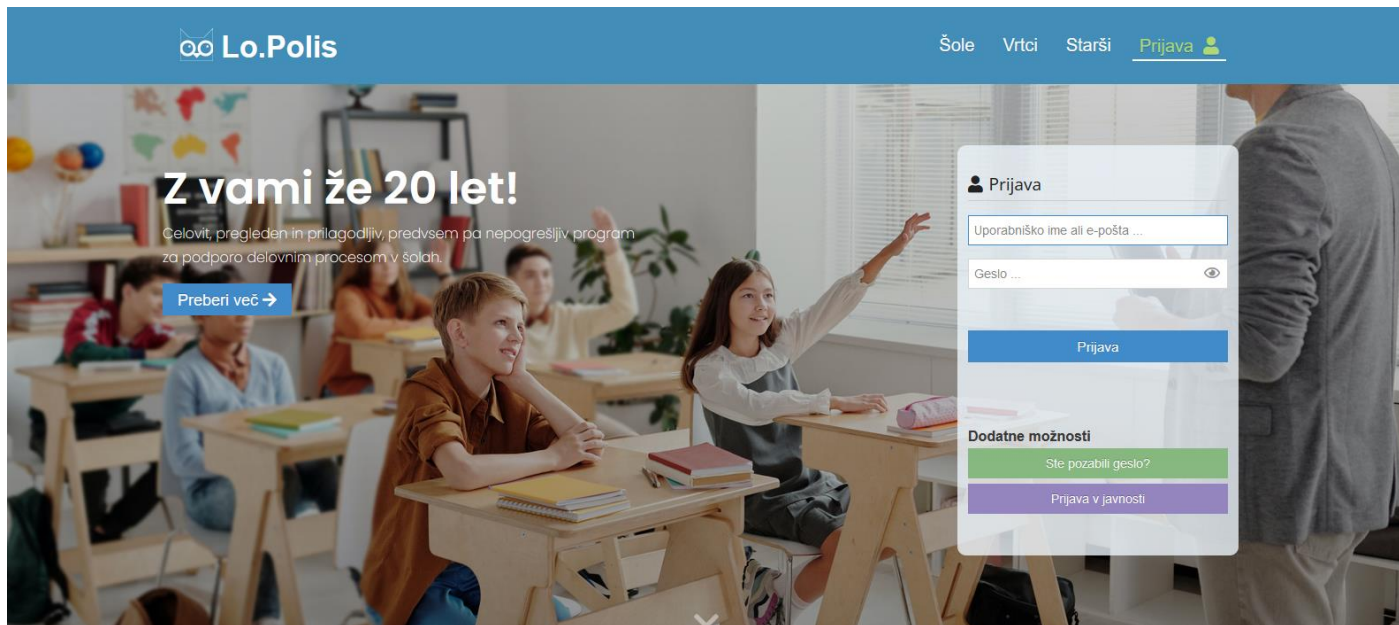 Lo.Polis
Šole Vrtci Starši Prijava
Z vami že 20 let!
Celovit, pregleden in prilagodljiv, predvsem pa nepogrešljiv program
za podporo delovnim procesom v šolah.
Preberi več
Prijava
Uporabniško ime ali e-pošta ...
Geslo ...
Prijava
Dodatne možnosti
Ste pozabili geslo?
Prijava v javnosti